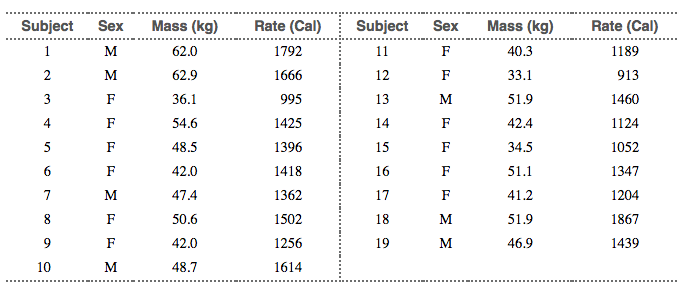 Subject Sex Mass (kg) Rate (Cal) Subject Sex Mass (kg) Rate (Cal)
1 M 62.0 1792 11 F 40.3 1189
2 M 62.9 1666 12 F 33.1 913
3 F 36.1 995 13 M 51.9 1460
4 F 54.6 1425 14 F 42.4 1124
5 F 48.5 1396 15 F 34.5 1052
6 F 42.0 1418 16 F 51.1 1347
7 M 47.4 1362 17 F 41.2 1204
8 F 50.6 1502 18 M 51.9 1867
9 F 42.0 1256 19 M 46.9 1439
10 M 48.7 1614